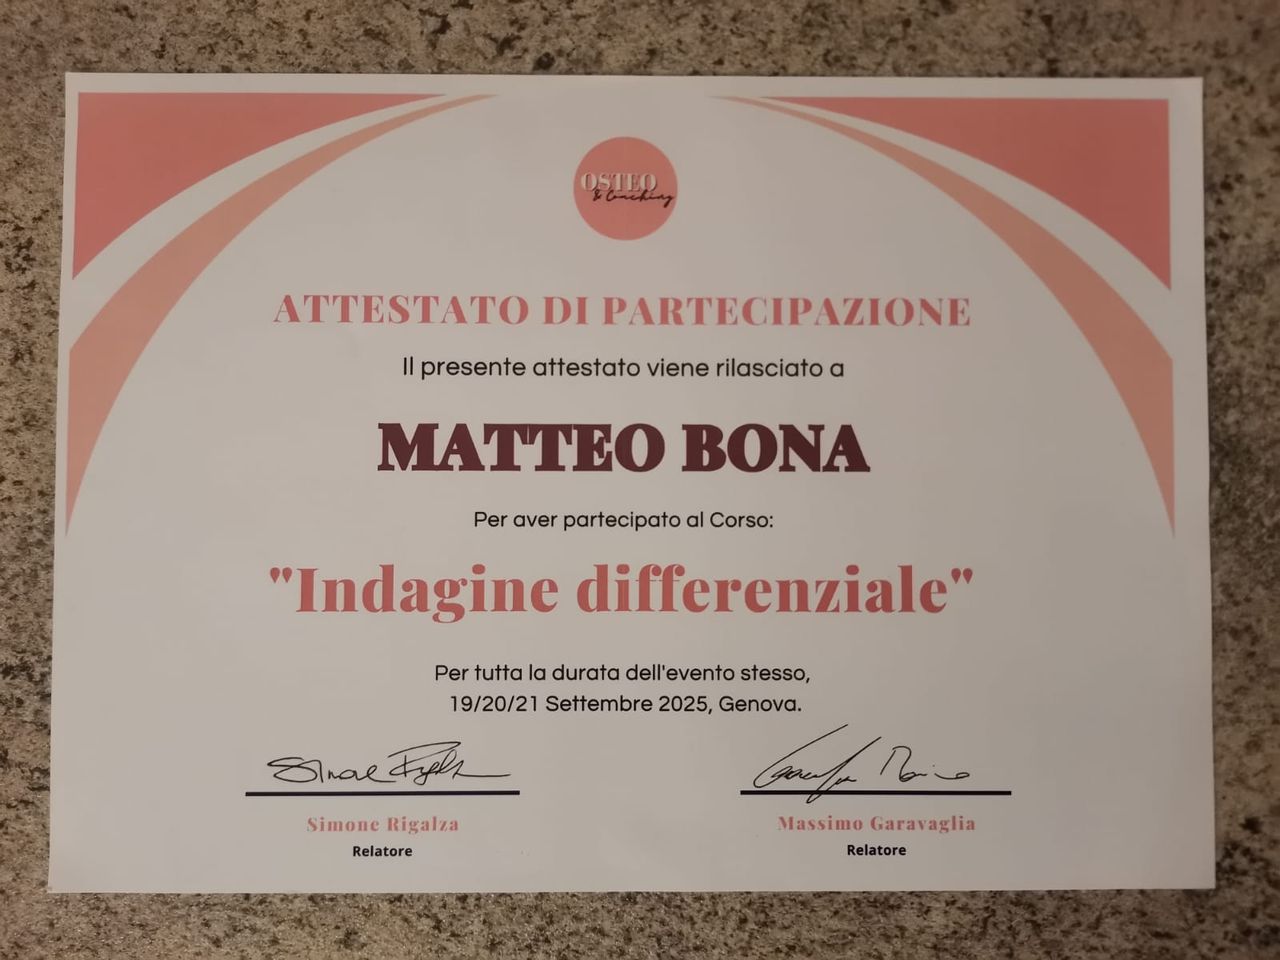 OSTEO
& Coaching
ATTESTATO DI PARTECIPAZIONE
Il presente attestato viene rilasciato a
MATTEO BONA
Per aver partecipato al Corso:
"Indagine differenziale"
Per tutta la durata dell'evento stesso,
19/20/21 Settembre 2025, Genova.
Simone Rigalza
Relatore
Massimo Garavaglia
Relatore